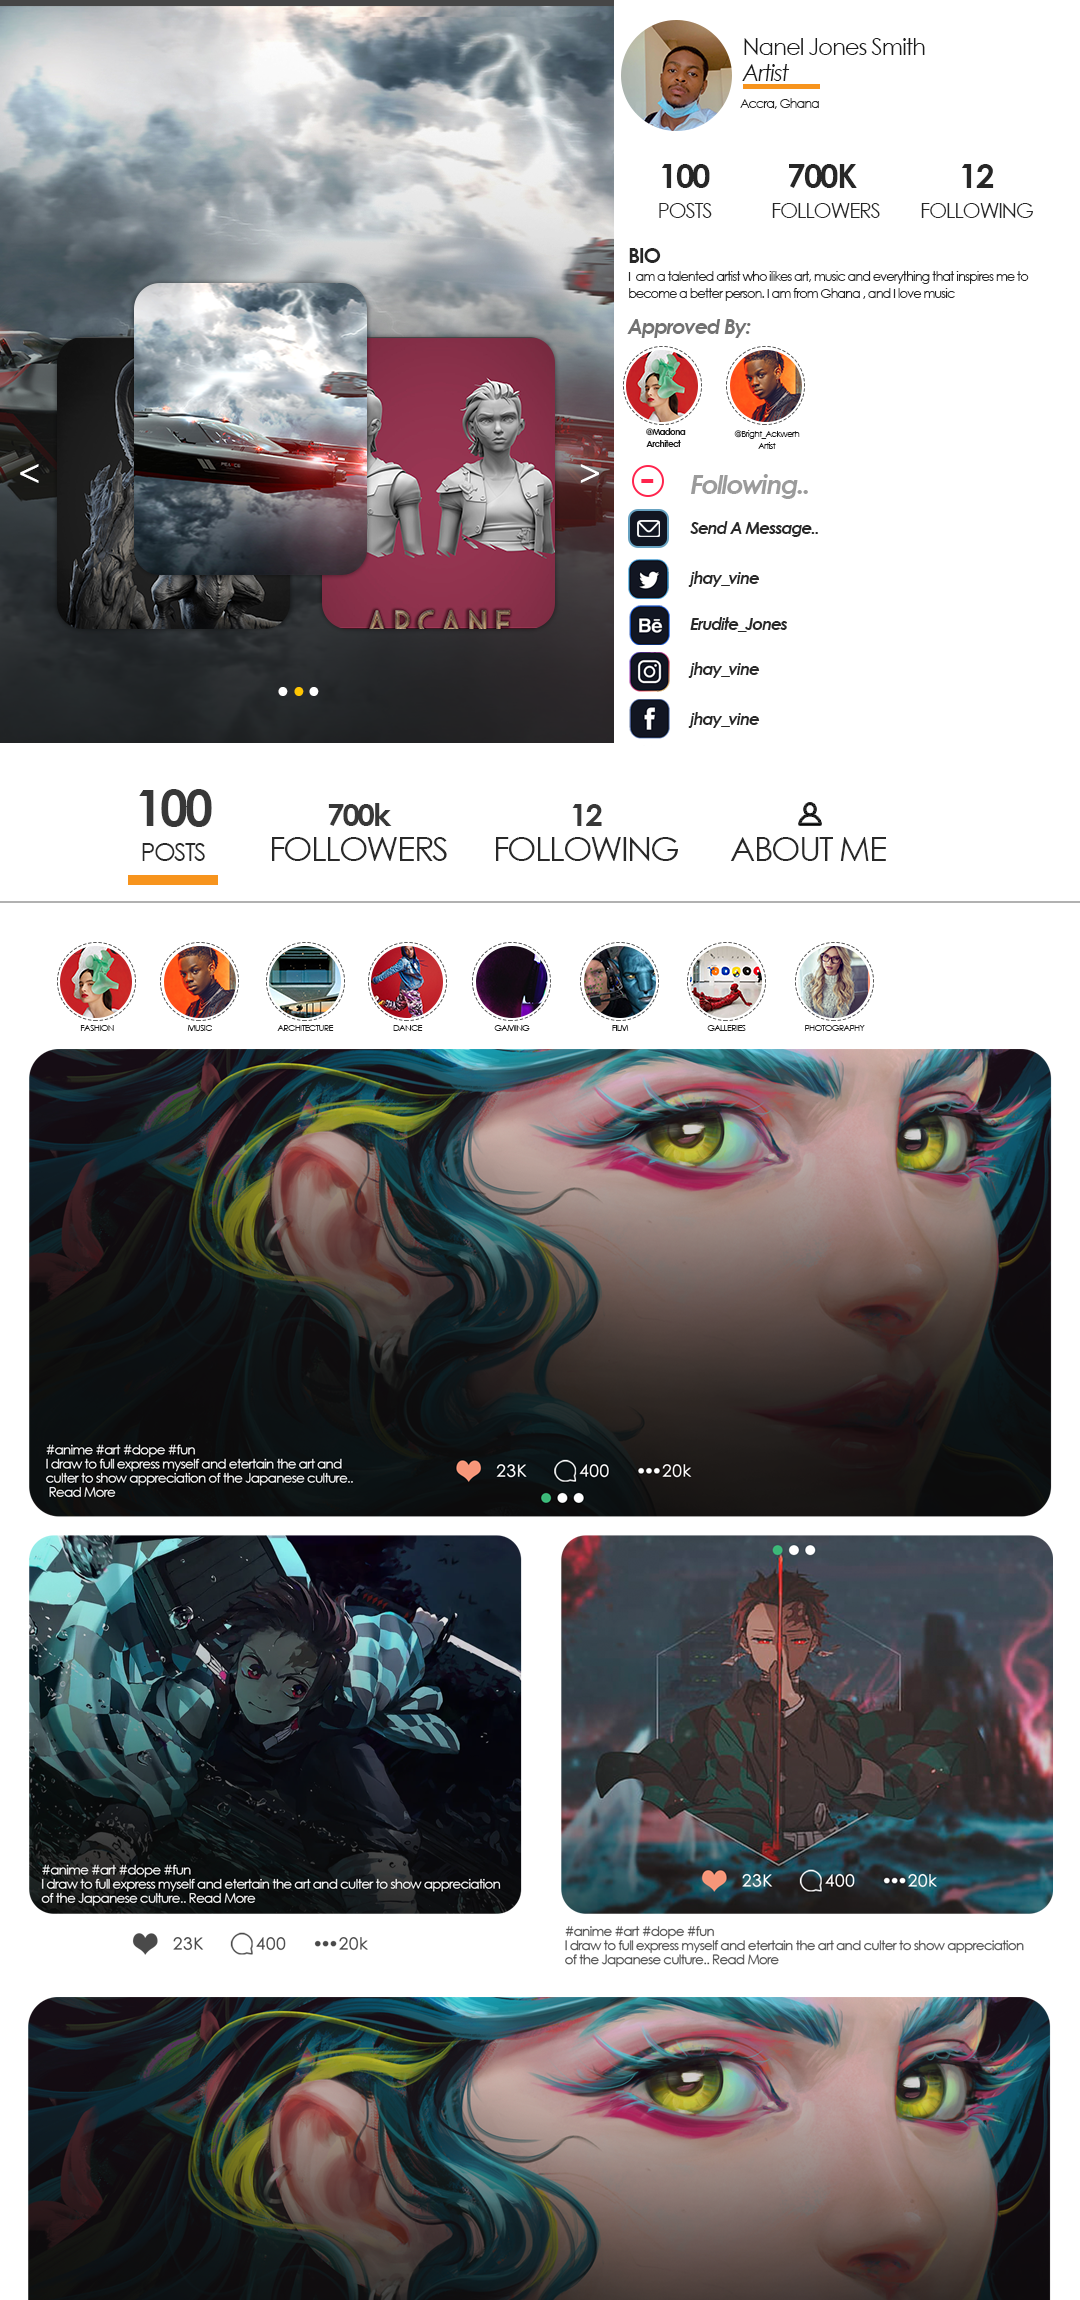 Nanel Jones Smith
Artist
Accra, Ghana
100
POSTS
700K
FOLLOWERS
12
FOLLOWING
BIO
I am a talented artist who ilikes art, music and everything that inspires me to
become a better person. I am from Ghana , and I love music
Approved By:
@Madona
Architect
@Bright_Ackwerh
Artist
Following..
Send A Message..
jhay_vine
Bē
Erudite_Jones
jhay_vine
f
jhay_vine
<
>
ARCANE
100
POSTS
700k
FOLLOWERS
12
FOLLOWING
ABOUT ME
FASHION
MUSIC
ARCHITECTURE
DANCE
GAMING
FILM
GALLERIES
PHOTOGRAPHY
#anime #art #dope #fun
I draw to full express myself and etertain the art and
culter to show appreciation of the Japanese culture..
Read More
23K
400
20k
#anime #art #dope #fun
I draw to full express myself and etertain the art and culter to show appreciation
of the Japanese culture.. Read More
23K
400
20k
23K
400
20k
#anime #art #dope #fun
I draw to full express myself and etertain the art and culter to show appreciation
of the Japanese culture.. Read More